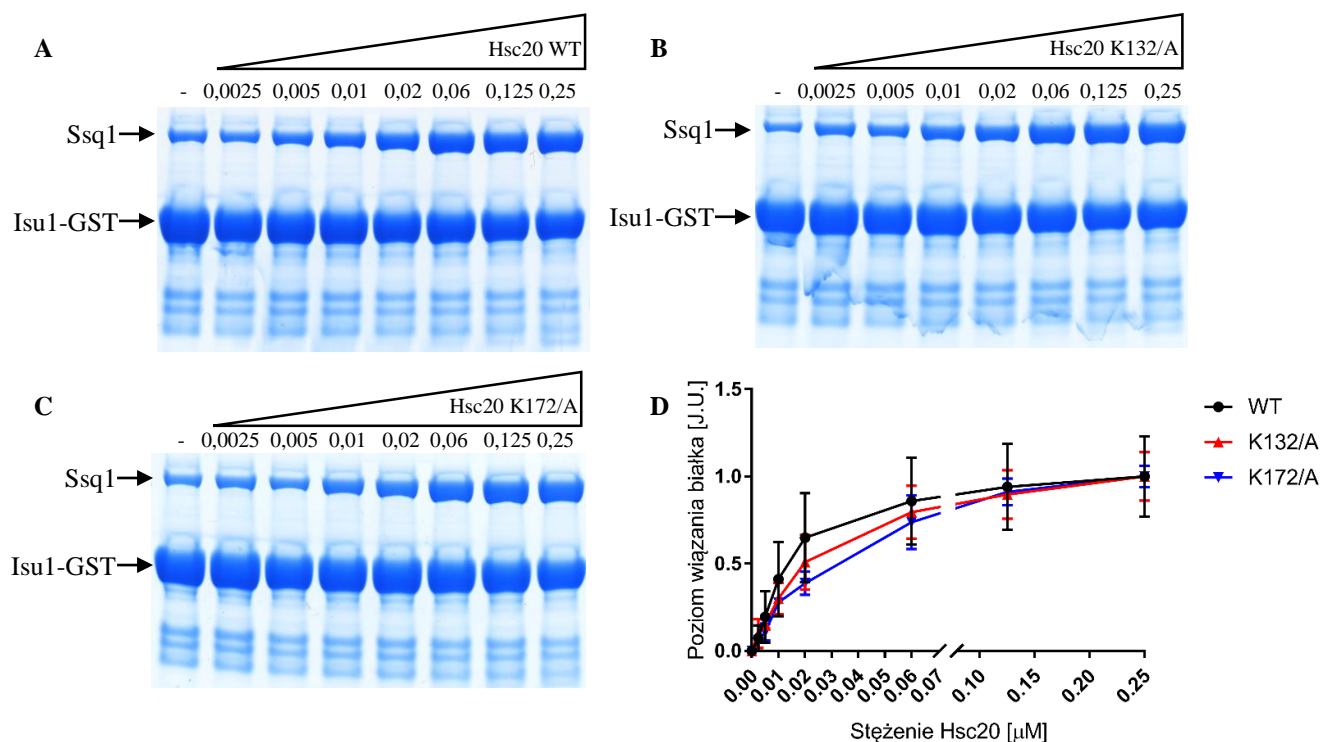 A
Hsc20 WT
- 0,0025 0,005 0,01 0,02 0,06 0,125 0,25
Ssq1
Isu1-GST
B
Hsc20 K132/A
- 0,0025 0,005 0,01 0,02 0,06 0,125 0,25
Ssq1
Isu1-GST
C
Hsc20 K172/A
- 0,0025 0,005 0,01 0,02 0,06 0,125 0,25
Ssq1
Isu1-GST
D
Poziom wiązania białka [J.U.]
1.5
1.0
0.5
0.0
0.00 0.01 0.02 0.03 0.04 0.05 0.06 0.07 0.10 0.15 0.20 0.25
Stężenie Hsc20 [µM]
WT
K132/A
K172/A